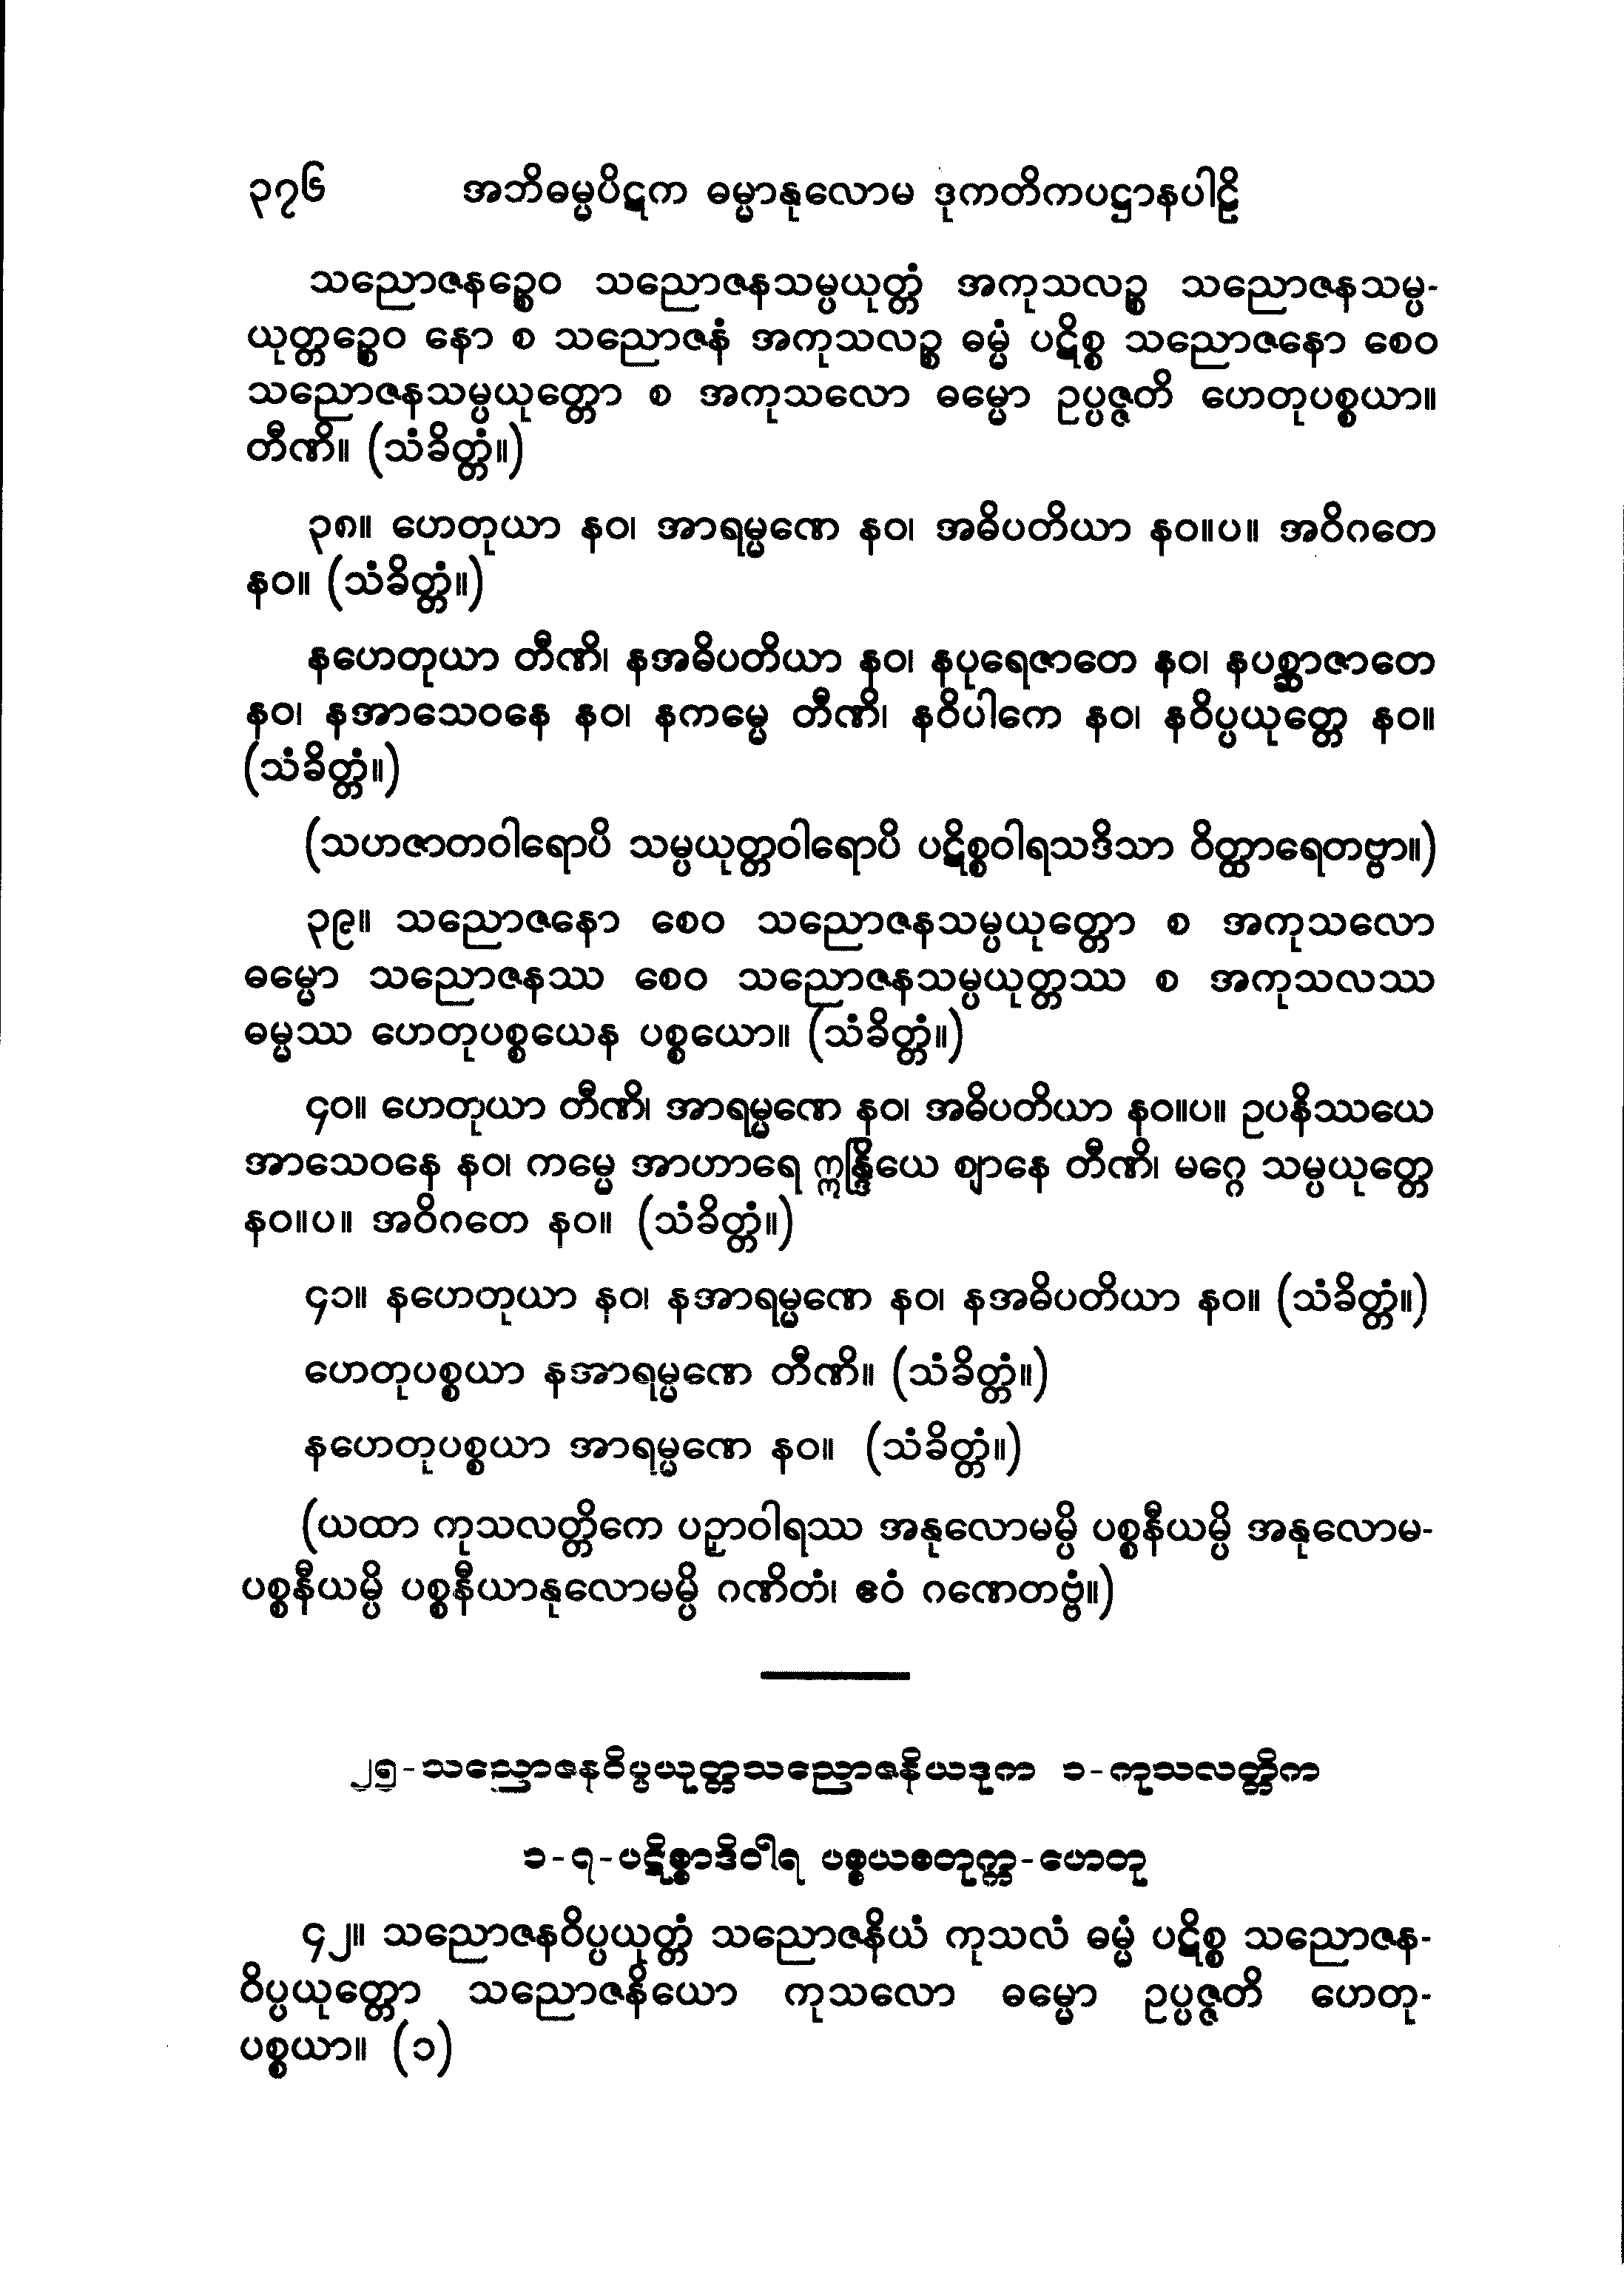 ၃၇၆ အဘိဓမ္မပိဋက ဓမ္မာနုလောမ ဒုကတိကပဋ္ဌာနပါဠိ
သညောဇနဉ္စေဝ သညောဇနသမ္ပယုတ္တံ အကုသလဉ္စ သညောဇနသမ္ပ-
ယုတ္တဉ္စေဝ နော စ သညောဇနံ အကုသလဉ္စ ဓမ္မံ ပဋိစ္စ သညောဇနော စေဝ
သညောဇနသမ္ပယုတ္တော စ အကုသလော ဓမ္မော ဥပ္ပဇ္ဇတိ ဟေတုပစ္စယာ။
တီဏိ။ (သံခိတ္တံ။)
၃၈။ ဟေတုယာ နဝ၊ အာရမ္မဏေ နဝ၊ အဓိပတိယာ နဝ။ပ။ အဝိဂတေ
နဝ။ (သံခိတ္တံ။)
နဟေတုယာ တီဏိ၊ နအဓိပတိယာ နဝ၊ နပုရေဇာတေ နဝ၊ နပစ္ဆာဇာတေ
နဝ၊ နအာသေဝနေ နဝ၊ နကမ္မေ တီဏိ၊ နဝိပါကေ နဝ၊ နဝိပ္ပယုတ္တေ နဝ။
(သံခိတ္တံ။)
(သဟဇာတဝါရောပိ သမ္ပယုတ္တဝါရောပိ ပဋိစ္စဝါရသဒိသာ ဝိတ္ထာရေတဗ္ဗာ။)
၃၉။ သညောဇနော စေဝ သညောဇနသမ္ပယုတ္တော စ အကုသလော
ဓမ္မော သညောဇနဿ စေဝ သညောဇနသမ္ပယုတ္တဿ စ အကုသလဿ
ဓမ္မဿ ဟေတုပစ္စယေန ပစ္စယော။ (သံခိတ္တံ။)
၄၀။ ဟေတုယာ တီဏိ၊ အာရမ္မဏေ နဝ၊ အဓိပတိယာ နဝ။ပ။ ဥပနိဿယေ
အာသေဝနေ နဝ၊ ကမ္မေ အာဟာရေ ဣန္ဒြိယေ ဈာနေ တီဏိ၊ မဂ္ဂေ သမ္ပယုတ္တေ
နဝ။ပ။ အဝိဂတေ နဝ။ (သံခိတ္တံ။)
၄၁။ နဟေတုယာ နဝ၊ နအာရမ္မဏေ နဝ၊ နအဓိပတိယာ နဝ။ (သံခိတ္တံ။)
ဟေတုပစ္စယာ နအာရမ္မဏေ တီဏိ။ (သံခိတ္တံ။)
နဟေတုပစ္စယာ အာရမ္မဏေ နဝ။ (သံခိတ္တံ။)
(ယထာ ကုသလတ္တိကေ ပဉှာဝါရဿ အနုလောမမ္ပိ ပစ္စနီယမ္ပိ အနုလောမ-
ပစ္စနီယမ္ပိ ပစ္စနီယာနုလောမမ္ပိ ဂဏိတံ၊ ဧဝံ ဂဏေတဗ္ဗံ။)
၂၅-သညောဇနဝိပ္ပယုတ္တသညောဇနိယဒုက ၁-ကုသလတ္တိက
၁-၇-ပဋိစ္စာဒိဝါရ ပစ္စယစတုက္က-ဟေတု
၄၂။ သညောဇနဝိပ္ပယုတ္တံ သညောဇနိယံ ကုသလံ ဓမ္မံ ပဋိစ္စ သညောဇန-
ဝိပ္ပယုတ္တော သညောဇနိယော ကုသလော ဓမ္မော ဥပ္ပဇ္ဇတိ ဟေတု-
ပစ္စယာ။ (၁)